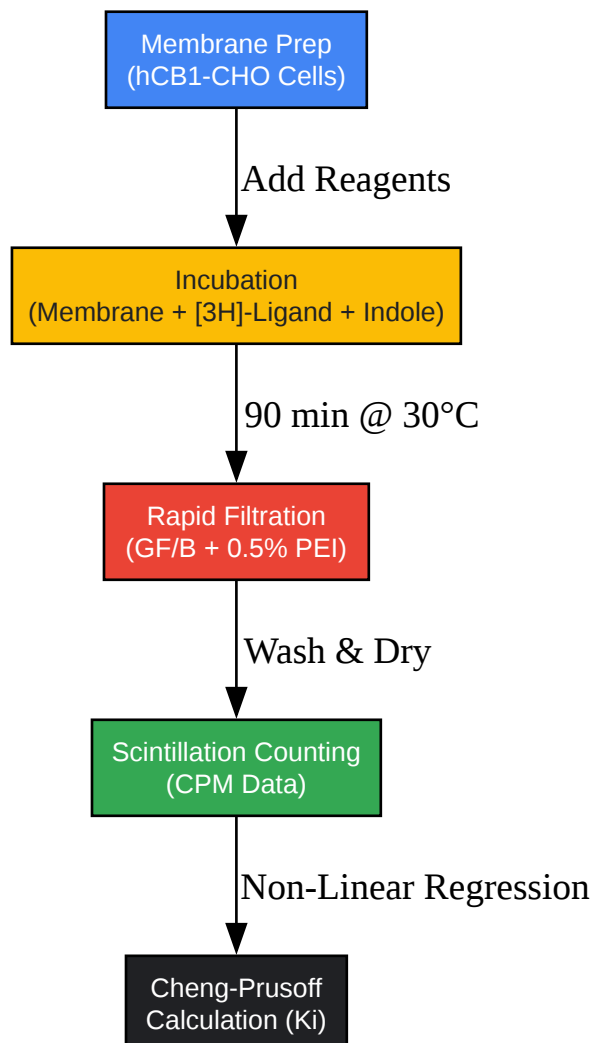 Membrane Prep
(hCB1-CHO Cells)
Add Reagents
Incubation
(Membrane + [3H]-Ligand + Indole)
90 min @ 30°C
Rapid Filtration
(GF/B + 0.5% PEI)
Wash & Dry
Scintillation Counting
(CPM Data)
Non-Linear Regression
Cheng-Prusoff
Calculation (Ki)